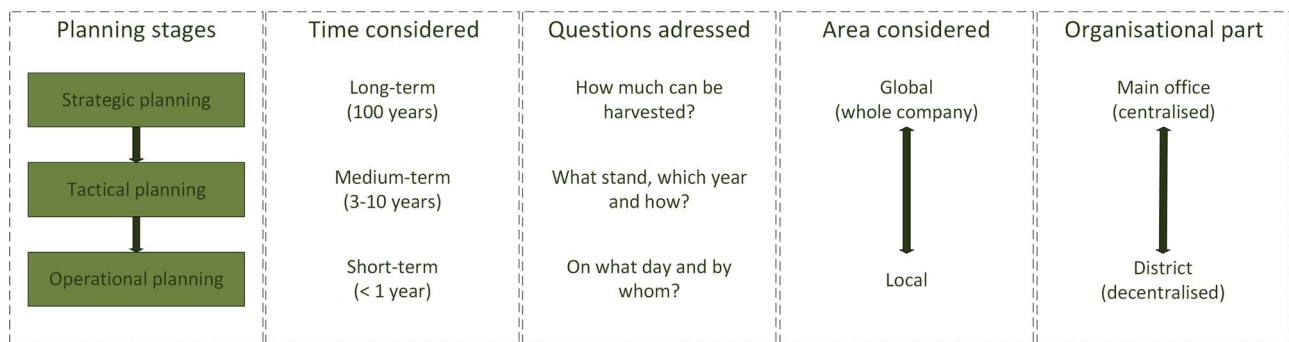 Planning stages
Strategic planning
Tactical planning
Operational planning
Time considered
Long-term
(100 years)
Medium-term
(3-10 years)
Short-term
(< 1 year)
Questions adressed
How much can be
harvested?
What stand, which year
and how?
On what day and by
whom?
Area considered
Global
(whole company)
Local
Organisational part
Main office
(centralised)
District
(decentralised)